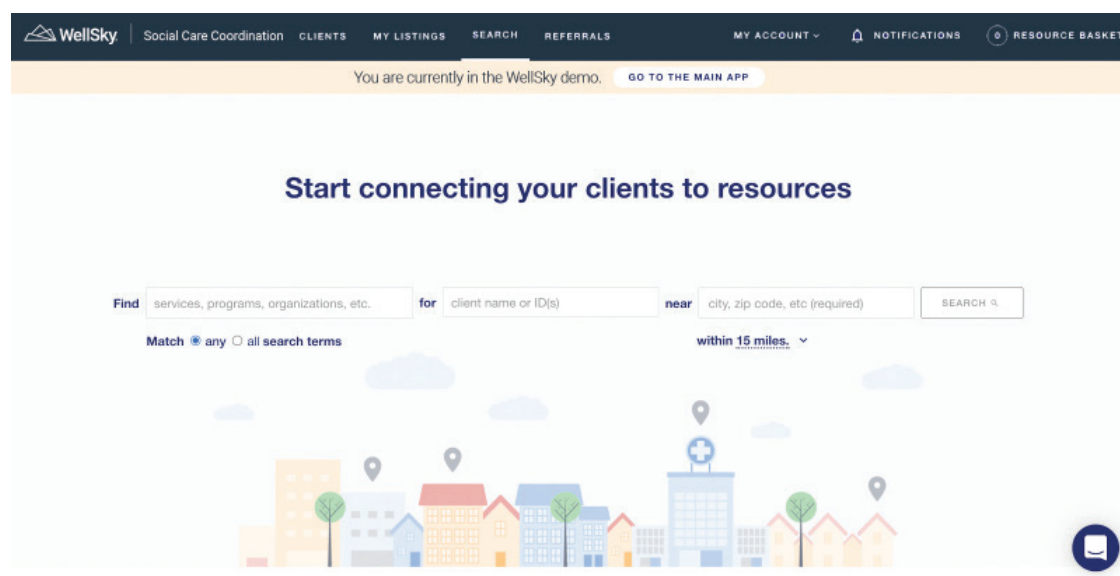 WellSky. Social Care Coordination CLIENTS MY LISTINGS SEARCH REFERRALS MY ACCOUNT NOTIFICATIONS 0 RESOURCE BASKET
You are currently in the WellSky demo. GO TO THE MAIN APP
Start connecting your clients to resources
Find services, programs, organizations, etc. for client name or ID(s) near city, zip code, etc (required) SEARCH
Match any all search terms within 15 miles.